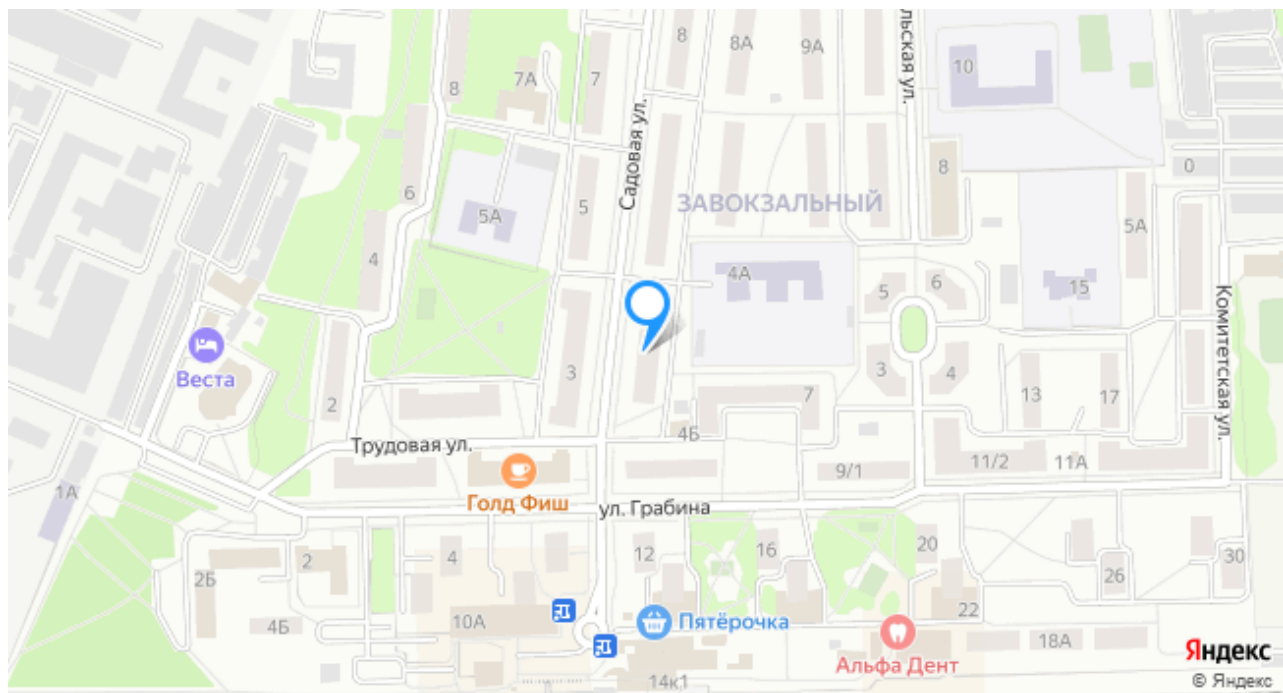 8
8А
9А
льская ул.
10
7А
7
8
Садовая ул.
8
0
6
5А
5
ЗАВОКЗАЛЬНЫЙ
5А
4
4А
5
6
15
Комитетская ул.
Веста
3
3
4
2
7
13
17
Трудовая ул.
4Б
9/1
11/2
11А
1А
Голд Фиш
ул. Грабина
2Б
2
4
12
16
20
26
30
4Б
10А
Пятёрочка
22
18А
Альфа Дент
14к1
Яндекс
© Яндекс